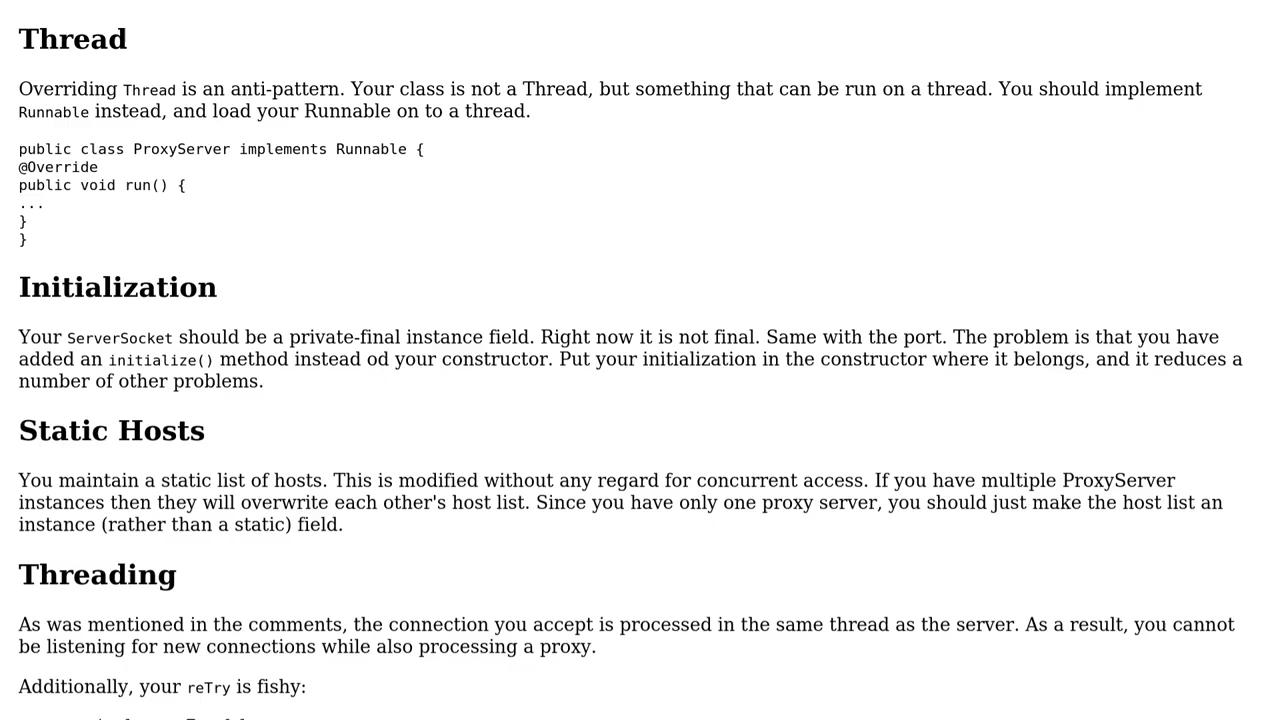 Thread
Overriding Thread is an anti-pattern. Your class is not a Thread, but something that can be run on a thread. You should implement
Runnable instead, and load your Runnable on to a thread.
public class ProxyServer implements Runnable {
@Override
public void run() {
...
}
}
Initialization
Your ServerSocket should be a private-final instance field. Right now it is not final. Same with the port. The problem is that you have
added an initialize() method instead od your constructor. Put your initialization in the constructor where it belongs, and it reduces a
number of other problems.
Static Hosts
You maintain a static list of hosts. This is modified without any regard for concurrent access. If you have multiple ProxyServer
instances then they will overwrite each other's host list. Since you have only one proxy server, you should just make the host list an
instance (rather than a static) field.
Threading
As was mentioned in the comments, the connection you accept is processed in the same thread as the server. As a result, you cannot
be listening for new connections while also processing a proxy.
Additionally, your reTry is fishy: